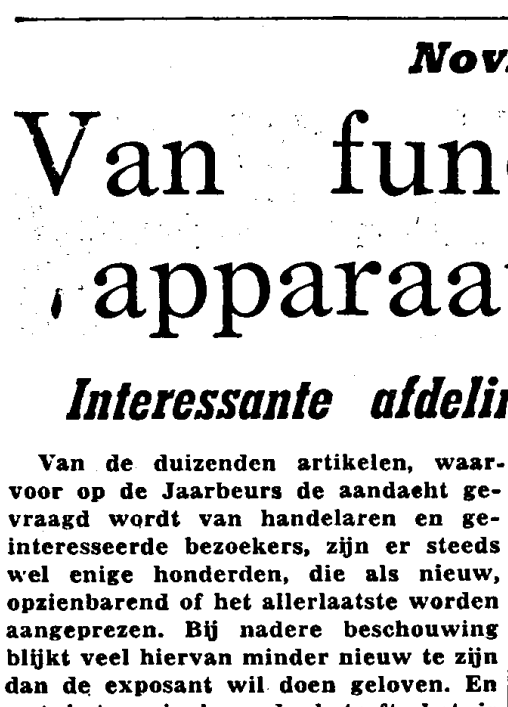 Nov
Van fun
apparaa
Interessante afdeli
Van de duizenden artikelen, waar-
voor op de Jaarbeurs de aandacht ge-
vraagd wordt van handelaren en ge-
interesseerde bezoekers, zijn er steeds
wel enige honderden, die als nieuw,
opzienbarend of het allerlaatste worden
aangeprezen. Bij nadere beschouwing
blijkt veel hiervan minder nieuw te zijn
dan de exposant wil doen geloven. En